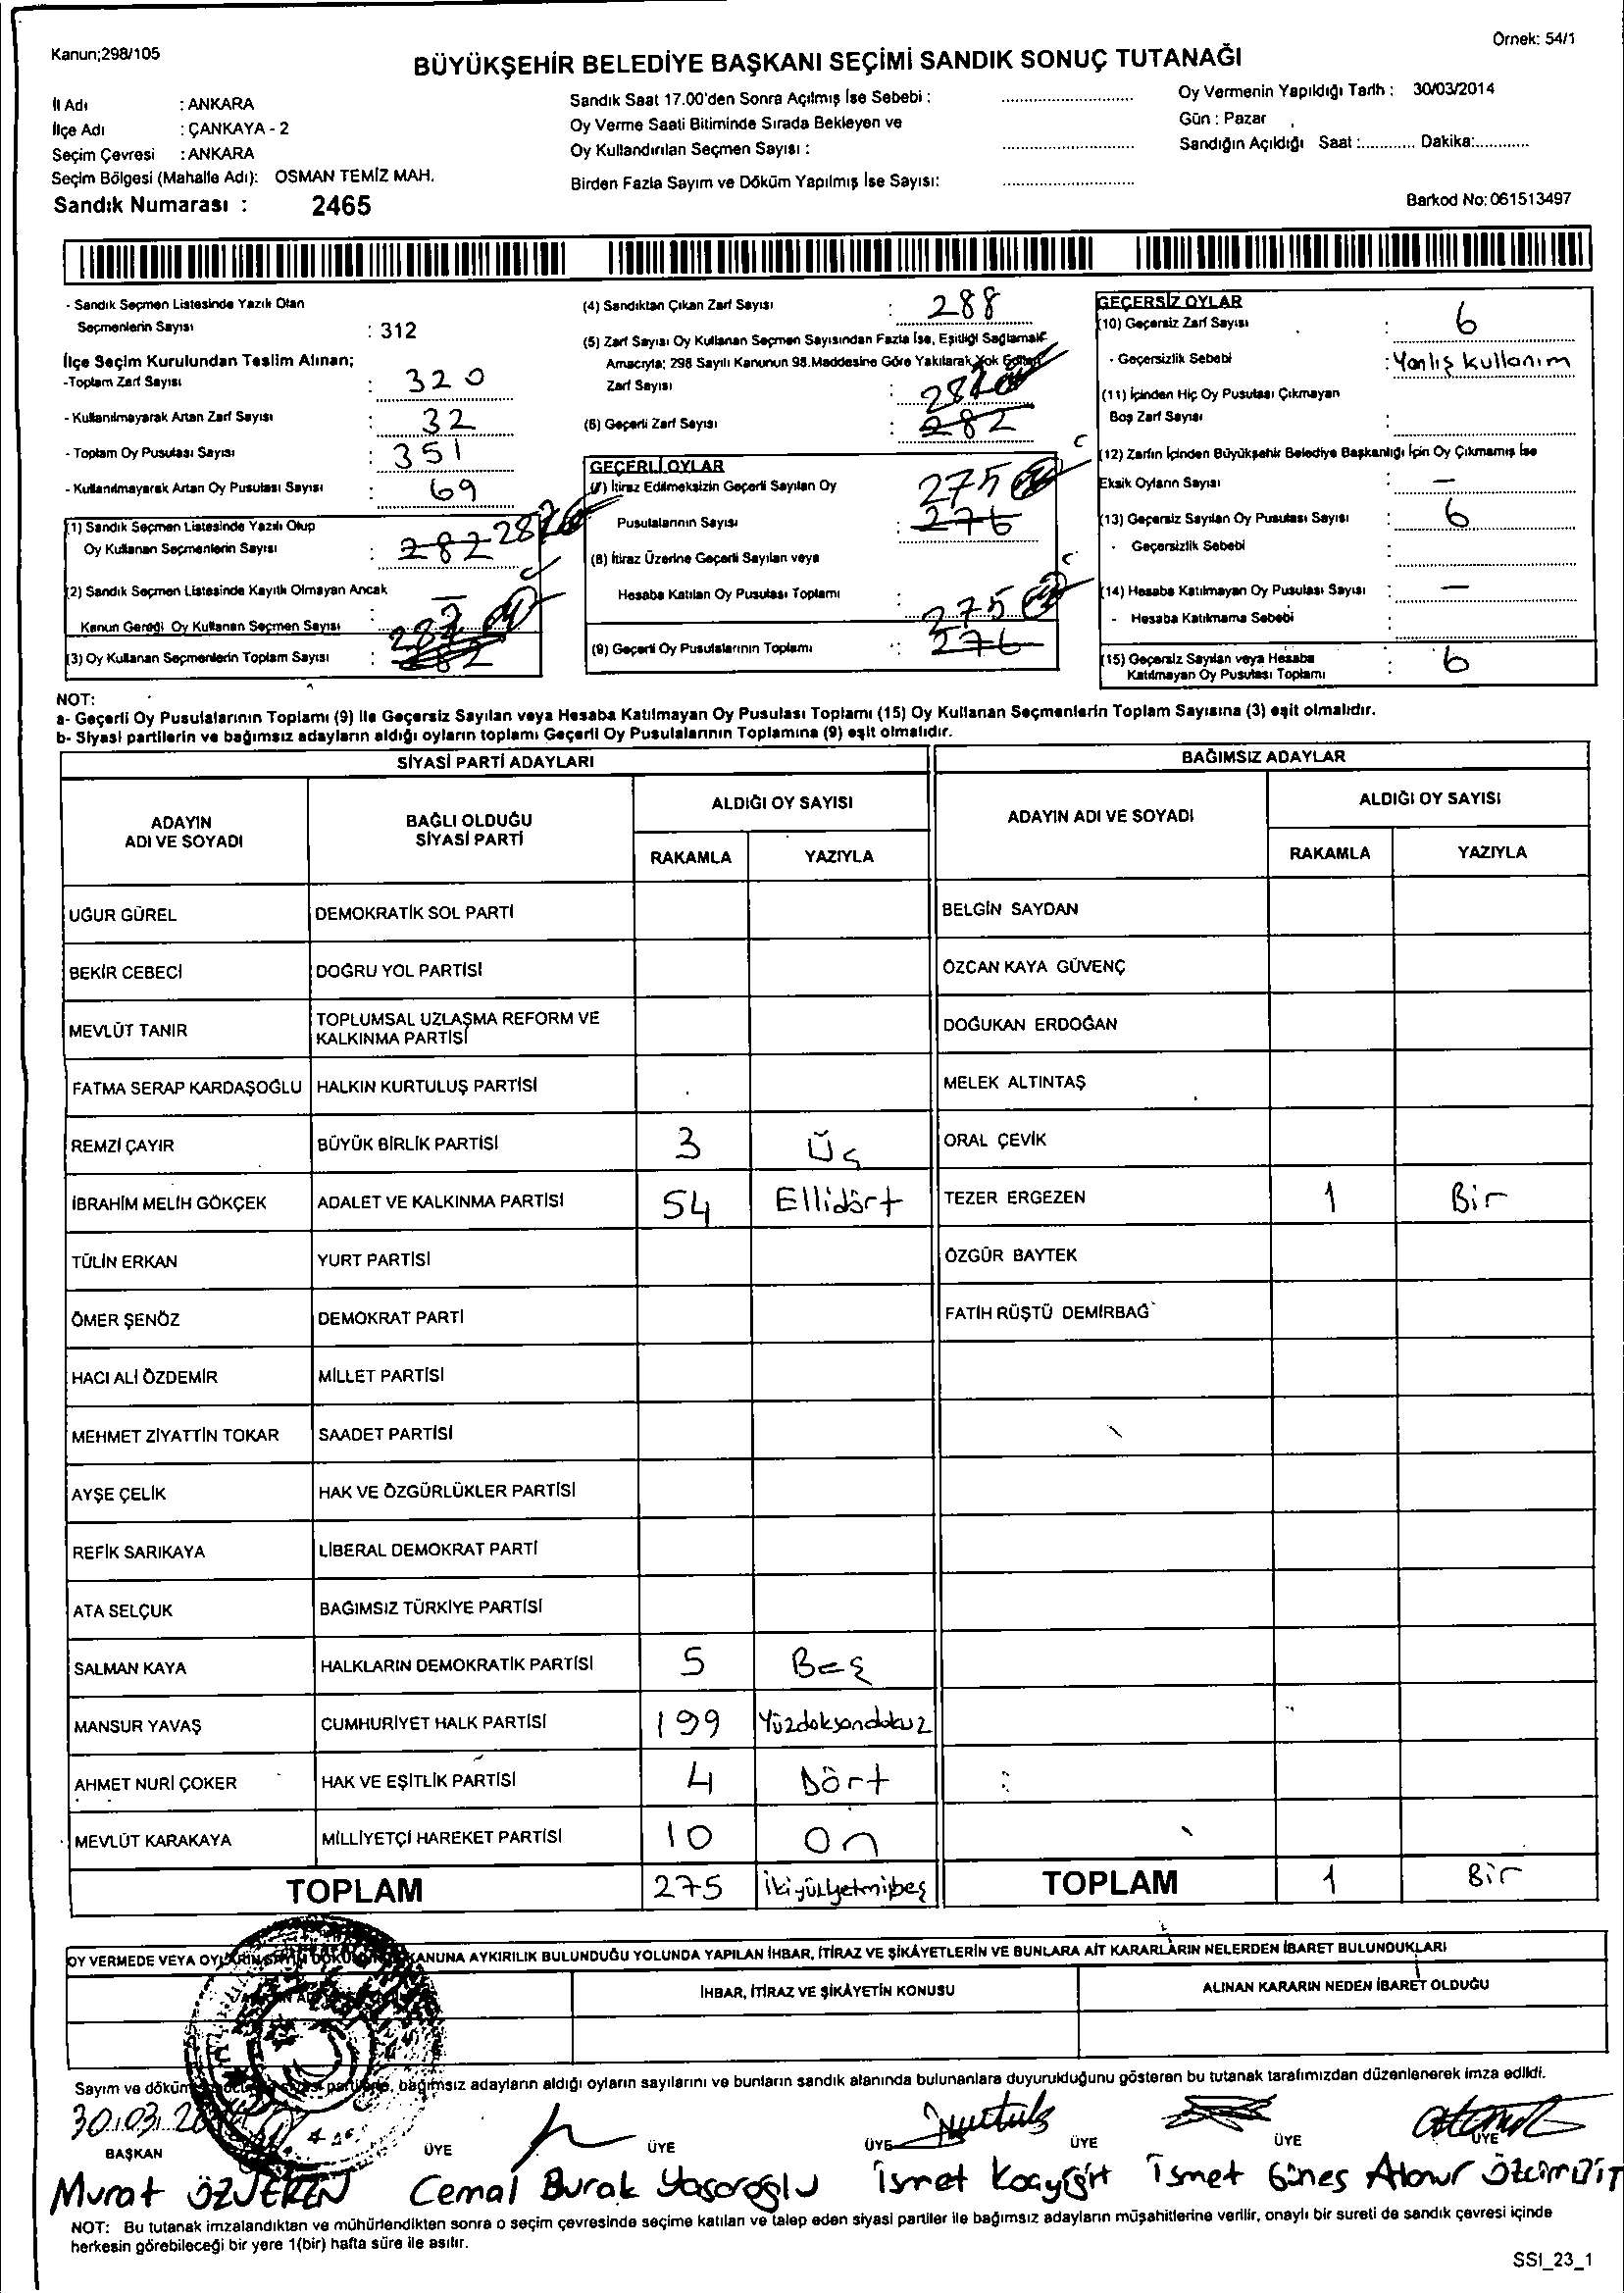 Kanun;298/105
Örnek: 54/1
BÜYÜKŞEHİR BELEDİYE BAŞKANI SEÇİMİ SANDIK SONUÇ TUTANAĞI
İl Adı : ANKARA
İlçe Adı : ÇANKAYA - 2
Seçim Çevresi : ANKARA
Seçim Bölgesi (Mahalle Adı): OSMAN TEMİZ MAH.
Sandık Numarası : 2465
Sandık Saat 17.00'den Sonra Açılmış İse Sebebi :
Oy Verme Saati Bitiminde Sırada Bekleyen ve
Oy Kullandırılan Seçmen Sayısı :
Birden Fazla Sayım ve Döküm Yapılmış İse Sayısı:
Oy Vermenin Yapıldığı Tarih : 30/03/2014
Gün : Pazar
Sandığın Açıldığı Saat :............ Dakika:............
Barkod No: 061513497
- Sandık Seçmen Listesinde Yazılı Olan
Seçmenlerin Sayısı : 312
İlçe Seçim Kurulundan Teslim Alınan;
-Toplam Zarf Sayısı : 320
- Kullanılmayarak Artan Zarf Sayısı : 32
- Toplam Oy Pusulası Sayısı : 351
- Kullanılmayarak Artan Oy Pusulası Sayısı : 69
(1) Sandık Seçmen Listesinde Yazılı Olup
Oy Kullanan Seçmenlerin Sayısı : 282
(2) Sandık Seçmen Listesinde Kayıtlı Olmayan Ancak
Kanun Gereği Oy Kullanan Seçmen Sayısı : —
(3) Oy Kullanan Seçmenlerin Toplam Sayısı :
(4) Sandıktan Çıkan Zarf Sayısı : 288
(5) Zarf Sayısı Oy Kullanan Seçmen Sayısından Fazla İse, Eşitliği Sağlamak
Amacıyla; 298 Sayılı Kanunun 98.Maddesine Göre Yakılarak Yok Edilen
Zarf Sayısı :
(6) Geçerli Zarf Sayısı : 282
GEÇERLİ OYLAR
(7) İtiraz Edilmeksizin Geçerli Sayılan Oy 275
Pusulalarının Sayısı : 276
(8) İtiraz Üzerine Geçerli Sayılan veya
Hesaba Katılan Oy Pusulası Toplamı : 275
(9) Geçerli Oy Pusulalarının Toplamı : 276
GEÇERSİZ OYLAR
(10) Geçersiz Zarf Sayısı : 6
- Geçersizlik Sebebi : Yanlış kullanım
(11) İçinden Hiç Oy Pusulası Çıkmayan
Boş Zarf Sayısı :
(12) Zarfın İçinden Büyükşehir Belediye Başkanlığı İçin Oy Çıkmamış İse
Eksik Oyların Sayısı : —
(13) Geçersiz Sayılan Oy Pusulası Sayısı : 6
- Geçersizlik Sebebi :
(14) Hesaba Katılmayan Oy Pusulası Sayısı : —
- Hesaba Katılmama Sebebi :
(15) Geçersiz Sayılan veya Hesaba
Katılmayan Oy Pusulası Toplamı : 6
NOT:
a- Geçerli Oy Pusulalarının Toplamı (9) ile Geçersiz Sayılan veya Hesaba Katılmayan Oy Pusulası Toplamı (15) Oy Kullanan Seçmenlerin Toplam Sayısına (3) eşit olmalıdır.
b- Siyasi partilerin ve bağımsız adayların aldığı oyların toplamı Geçerli Oy Pusulalarının Toplamına (9) eşit olmalıdır.
SİYASİ PARTİ ADAYLARI
BAĞIMSIZ ADAYLAR
ADAYIN
ADI VE SOYADI
BAĞLI OLDUĞU
SİYASİ PARTİ
ALDIĞI OY SAYISI
RAKAMLA YAZIYLA
ADAYIN ADI VE SOYADI
ALDIĞI OY SAYISI
RAKAMLA YAZIYLA
UĞUR GÜREL DEMOKRATİK SOL PARTİ BELGİN SAYDAN
BEKİR CEBECİ DOĞRU YOL PARTİSİ ÖZCAN KAYA GÜVENÇ
MEVLÜT TANIR TOPLUMSAL UZLAŞMA REFORM VE
KALKINMA PARTİSİ DOĞUKAN ERDOĞAN
FATMA SERAP KARDAŞOĞLU HALKIN KURTULUŞ PARTİSİ MELEK ALTINTAŞ
REMZİ ÇAYIR BÜYÜK BİRLİK PARTİSİ 3 Üç ORAL ÇEVİK
İBRAHİM MELİH GÖKÇEK ADALET VE KALKINMA PARTİSİ 54 Ellidört TEZER ERGEZEN 1 Bir
TÜLİN ERKAN YURT PARTİSİ ÖZGÜR BAYTEK
ÖMER ŞENÖZ DEMOKRAT PARTİ FATİH RÜŞTÜ DEMİRBAĞ
HACI ALİ ÖZDEMİR MİLLET PARTİSİ
MEHMET ZİYATTİN TOKAR SAADET PARTİSİ
AYŞE ÇELİK HAK VE ÖZGÜRLÜKLER PARTİSİ
REFİK SARIKAYA LİBERAL DEMOKRAT PARTİ
ATA SELÇUK BAĞIMSIZ TÜRKİYE PARTİSİ
SALMAN KAYA HALKLARIN DEMOKRATİK PARTİSİ 5 Beş
MANSUR YAVAŞ CUMHURİYET HALK PARTİSİ 199 Yüzdoksandokuz
AHMET NURİ ÇOKER HAK VE EŞİTLİK PARTİSİ 4 Dört
MEVLÜT KARAKAYA MİLLİYETÇİ HAREKET PARTİSİ 10 On
TOPLAM 275 İkiyüzyetmişbeş TOPLAM 1 Bir
OY VERMEDE VEYA KANUNA AYKIRILIK BULUNDUĞU YOLUNDA YAPILAN İHBAR, İTİRAZ VE ŞİKÂYETLERİN VE BUNLARA AİT KARARLARIN NELERDEN İBARET BULUNDUKLARI
İHBAR, İTİRAZ VE ŞİKÂYETİN KONUSU
ALINAN KARARIN NEDEN İBARET OLDUĞU
Sayım ve döküm bağımsız adayların aldığı oyların sayılarını ve bunların sandık alanında bulunanlara duyurulduğunu gösteren bu tutanak tarafımızdan düzenlenerek imza edildi.
30.03.
BAŞKAN ÜYE ÜYE ÜYE ÜYE ÜYE ÜYE
Murat ÖZVEREN Cemal Burak Yaşaroğlu İsmet Koçyiğit İsmet Güneş
NOT: Bu tutanak imzalandıktan ve mühürlendikten sonra o seçim çevresinde seçime katılan ve talep eden siyasi partiler ile bağımsız adayların müşahitlerine verilir, onaylı bir sureti de sandık çevresi içinde
herkesin görebileceği bir yere 1(bir) hafta süre ile asılır.
SSI_23_1